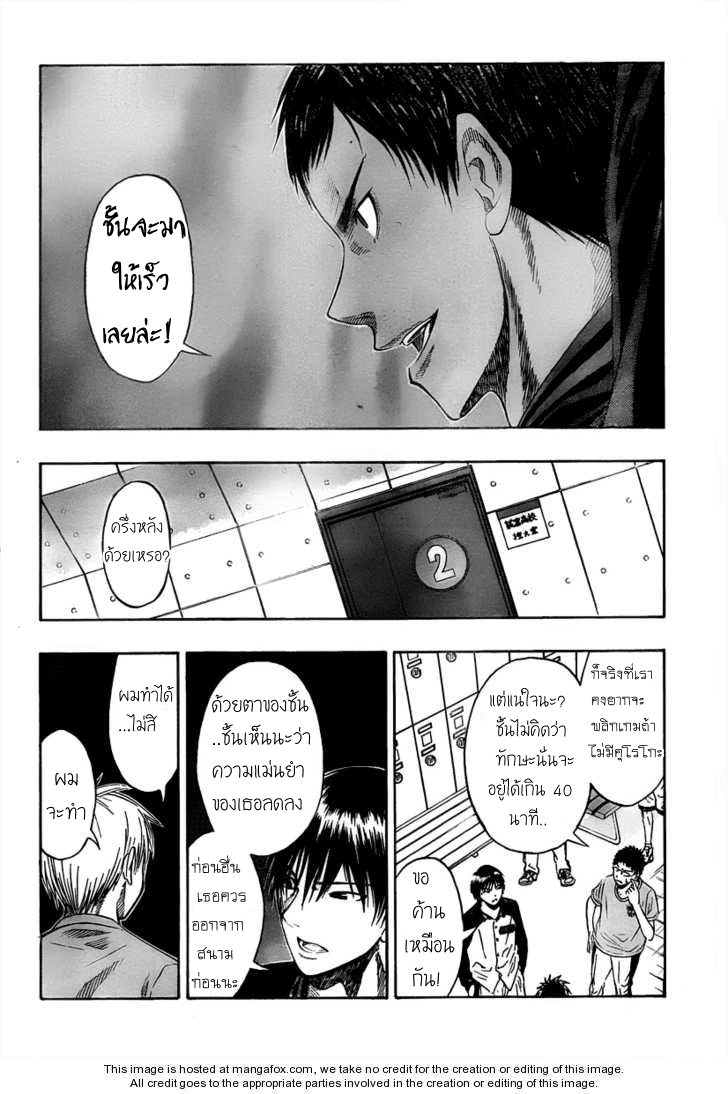 ชั้นจะมา
ให้เร็ว
เลยล่ะ!
ครึ่งหลัง
ด้วยเหรอ?
2
誠凛高校
控え室
ก็จริงที่เรา
คงอยากจะ
พลิกเกมถ้า
ไม่มีคุโรโกะ
แต่แน่ใจนะ?
ชั้นไม่คิดว่า
ทักษะนั่นจะ
อยู่ได้เกิน 40
นาที..
ขอ
ค้าน
เหมือน
กัน!
ด้วยตาของชั้น
..ชั้นเห็นนะว่า
ความแม่นยำ
ของเธอลดลง
ก่อนอื่น
เธอควร
ออกจาก
สนาม
ก่อนนะ
ผมทำได้
...ไม่สิ
ผม
จะทำ
This image is hosted at mangafox.com, we take no credit for the creation or editing of this image.
All credit goes to the appropriate parties involved in the creation or editing of this image.